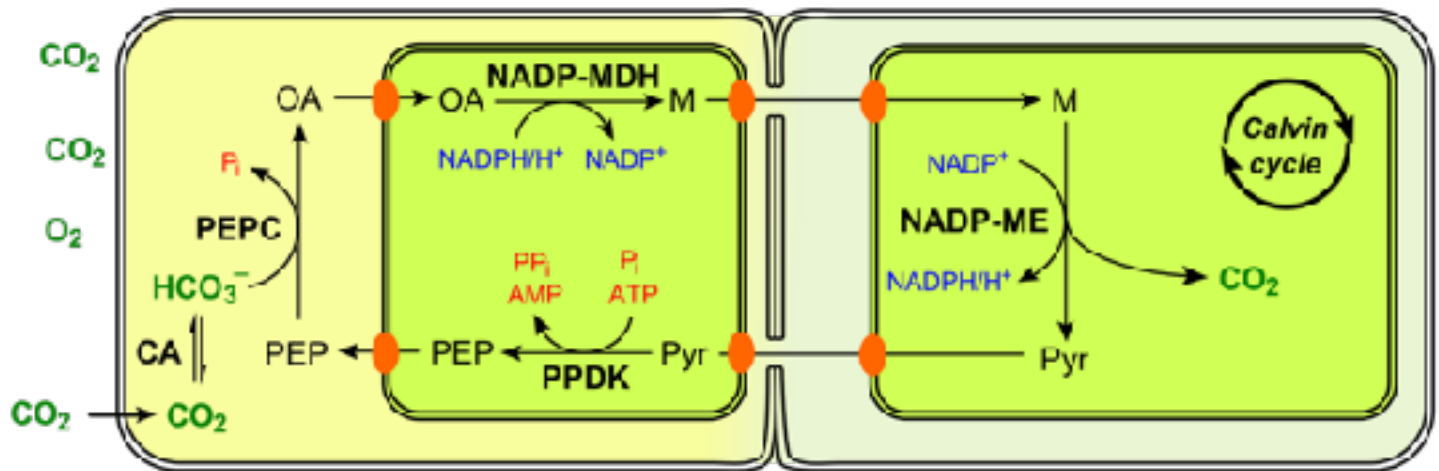 CO₂
CO₂
O₂
CO₂
CO₂
CA
HCO₃⁻
PEPC
Pᵢ
OA
PEP
OA
NADP-MDH
M
NADPH/H⁺
NADP⁺
PPᵢ
AMP
Pᵢ
ATP
PEP
PPDK
Pyr
M
NADP⁺
NADP-ME
NADPH/H⁺
CO₂
Pyr
Calvin
cycle